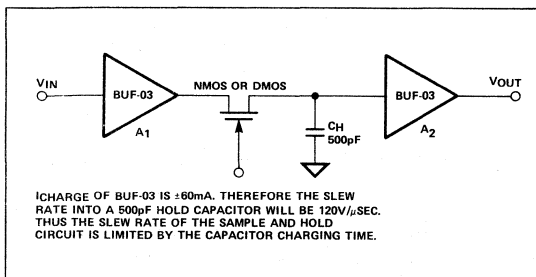 VIN
BUF-03
A1
NMOS OR DMOS
CH
500pF
BUF-03
A2
VOUT
ICHARGE OF BUF-03 IS ±60mA. THEREFORE THE SLEW
RATE INTO A 500pF HOLD CAPACITOR WILL BE 120V/μSEC.
THUS THE SLEW RATE OF THE SAMPLE AND HOLD
CIRCUIT IS LIMITED BY THE CAPACITOR CHARGING TIME.